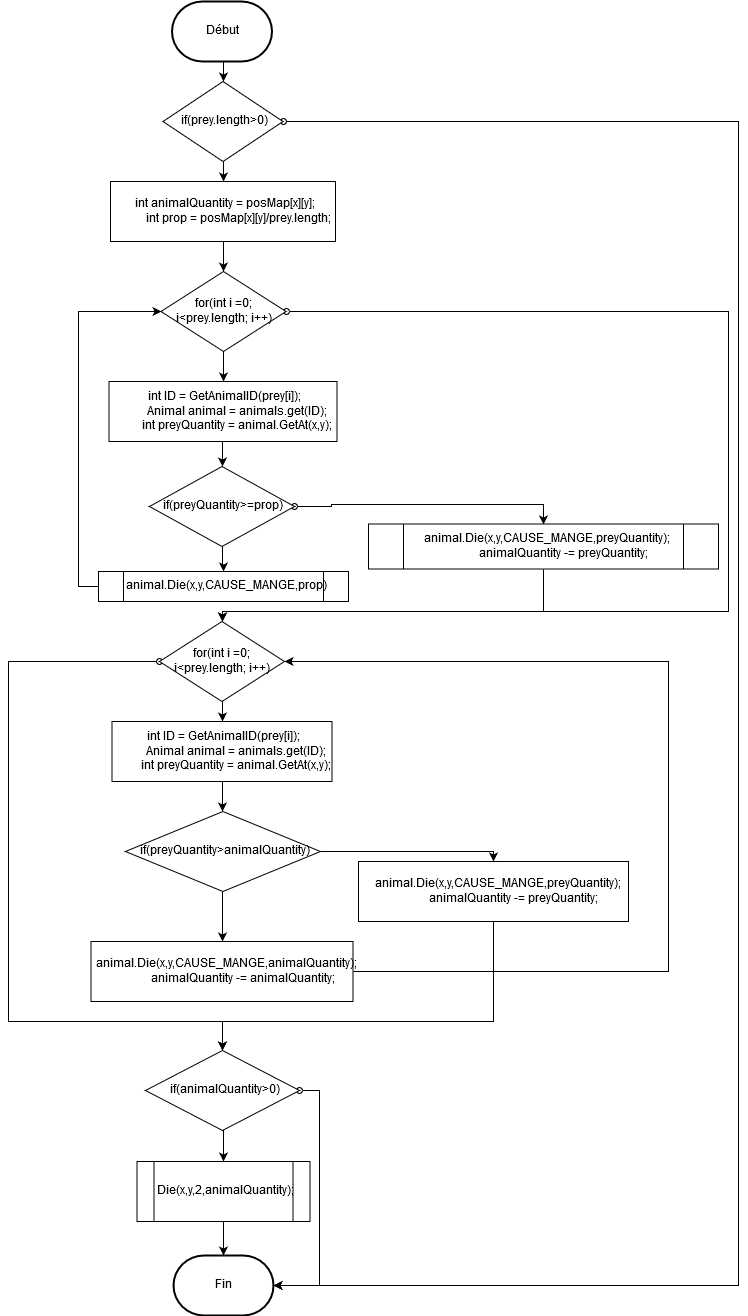 Début
if(prey.length>0)
int animalQuantity = posMap[x][y];
int prop = posMap[x][y]/prey.length;
for(int i =0;
i<prey.length; i++)
int ID = GetAnimalID(prey[i]);
Animal animal = animals.get(ID);
int preyQuantity = animal.GetAt(x,y);
if(preyQuantity>=prop)
animal.Die(x,y,CAUSE_MANGE,preyQuantity);
animalQuantity -= preyQuantity;
animal.Die(x,y,CAUSE_MANGE,prop)
for(int i =0;
i<prey.length; i++)
int ID = GetAnimalID(prey[i]);
Animal animal = animals.get(ID);
int preyQuantity = animal.GetAt(x,y);
if(preyQuantity>animalQuantity)
animal.Die(x,y,CAUSE_MANGE,preyQuantity);
animalQuantity -= preyQuantity;
animal.Die(x,y,CAUSE_MANGE,animalQuantity);
animalQuantity -= animalQuantity;
if(animalQuantity>0)
Die(x,y,2,animalQuantity);
Fin